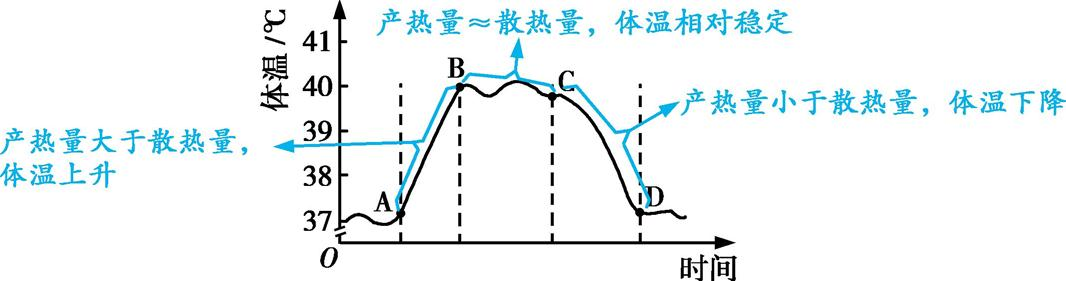 产热量≈散热量，体温相对稳定
体温/℃
41
40
39
38
37
O
A
B
C
D
产热量大于散热量，
体温上升
产热量小于散热量，体温下降
时间